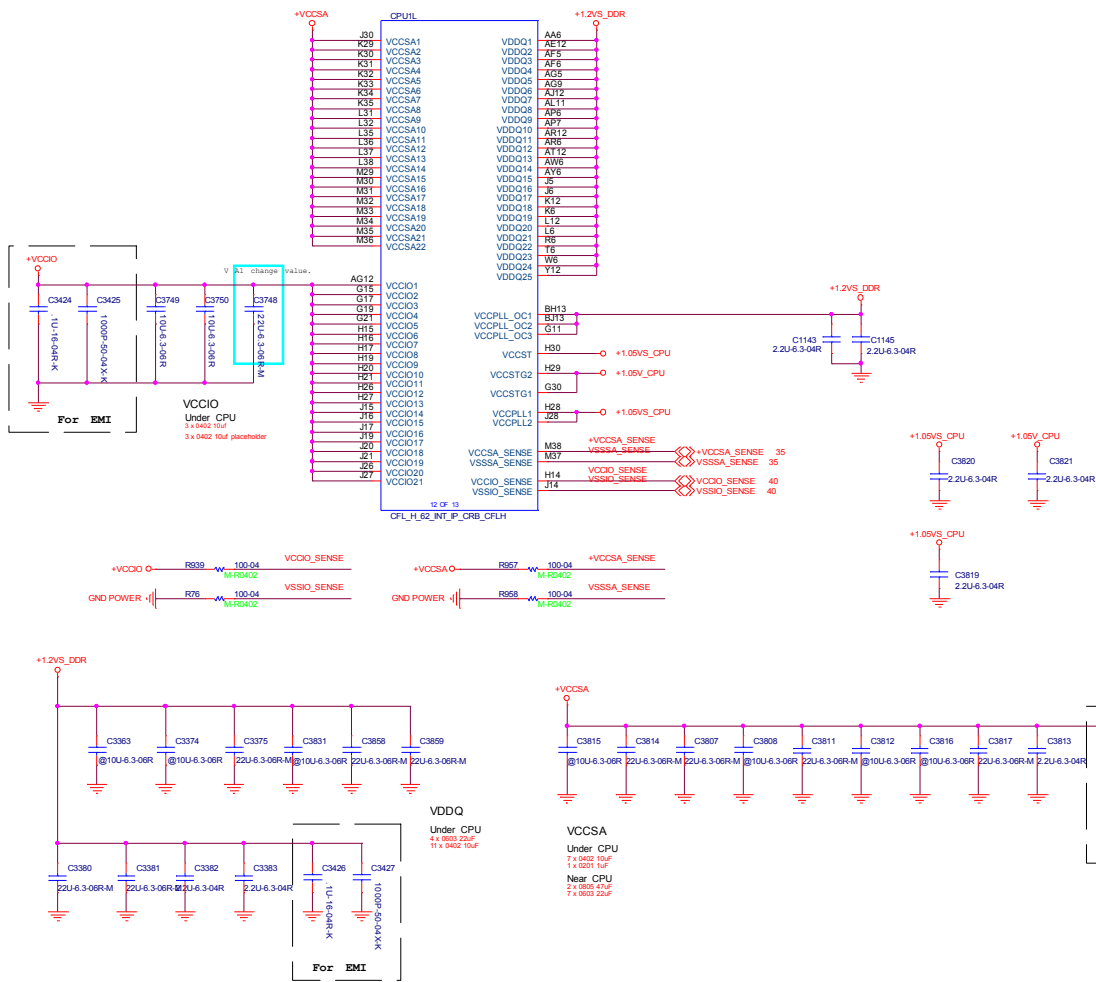 +VCCSA
CPU1L
+1.2VS_DDR
J30 VCCSA1 VDDQ1 AA6
K29 VCCSA2 VDDQ2 AE12
K30 VCCSA3 VDDQ3 AF5
K31 VCCSA4 VDDQ4 AF6
K32 VCCSA5 VDDQ5 AG5
K33 VCCSA6 VDDQ6 AG9
K34 VCCSA7 VDDQ7 AJ12
K35 VCCSA8 VDDQ8 AL11
L31 VCCSA9 VDDQ9 AP6
L32 VCCSA10 VDDQ10 AP7
L35 VCCSA11 VDDQ11 AR12
L36 VCCSA12 VDDQ12 AR6
L37 VCCSA13 VDDQ13 AT12
L38 VCCSA14 VDDQ14 AW6
M29 VCCSA15 VDDQ15 AY6
M30 VCCSA16 VDDQ16 J5
M31 VCCSA17 VDDQ17 J6
M32 VCCSA18 VDDQ18 K12
M33 VCCSA19 VDDQ19 K6
M34 VCCSA20 VDDQ20 L12
M35 VCCSA21 VDDQ21 L6
M36 VCCSA22 VDDQ22 R6
VDDQ23 T6
VDDQ24 W6
VDDQ25 Y12
+VCCIO
V A1 change value.
AG12 VCCIO1
G15 VCCIO2
G17 VCCIO3
G19 VCCIO4
G21 VCCIO5
H15 VCCIO6
H16 VCCIO7
H17 VCCIO8
H19 VCCIO9
H20 VCCIO10
H21 VCCIO11
H26 VCCIO12
H27 VCCIO13
J15 VCCIO14
J16 VCCIO15
J17 VCCIO16
J19 VCCIO17
J20 VCCIO18
J21 VCCIO19
J26 VCCIO20
J27 VCCIO21
C3424
.1U-16-04R-K
C3425
1000P-50-04X-K
C3749
10U-6.3-06R
C3750
10U-6.3-06R
C3748
22U-6.3-06R-M
For EMI
VCCIO
Under CPU
3 x 0402 10uf
3 x 0402 10uf placeholder
VCCPLL_OC1 BH13
VCCPLL_OC2 BJ13
VCCPLL_OC3 G11
VCCST H30 +1.05VS_CPU
VCCSTG2 H29 +1.05V_CPU
VCCSTG1 G30
VCCPLL1 H28 +1.05VS_CPU
VCCPLL2 J28
VCCSA_SENSE M38 +VCCSA_SENSE +VCCSA_SENSE 35
VSSSA_SENSE M37 VSSSA_SENSE VSSSA_SENSE 35
VCCIO_SENSE H14 VCCIO_SENSE VCCIO_SENSE 40
VSSIO_SENSE J14 VSSIO_SENSE VSSIO_SENSE 40
12 OF 13
CFL_H_62_INT_IP_CRB_CFLH
+1.2VS_DDR
C1143
2.2U-6.3-04R
C1145
2.2U-6.3-04R
+1.05VS_CPU
C3820
2.2U-6.3-04R
+1.05V_CPU
C3821
2.2U-6.3-04R
+1.05VS_CPU
C3819
2.2U-6.3-04R
+VCCIO R939 100-04 VCCIO_SENSE
M-R0402
GND POWER R76 100-04 VSSIO_SENSE
M-R0402
+VCCSA R957 100-04 +VCCSA_SENSE
M-R0402
GND POWER R958 100-04 VSSSA_SENSE
M-R0402
+1.2VS_DDR
C3363
@10U-6.3-06R
C3374
@10U-6.3-06R
C3375
22U-6.3-06R-M
C3831
@10U-6.3-06R
C3858
22U-6.3-06R-M
C3859
22U-6.3-06R-M
VDDQ
Under CPU
4 x 0603 22uF
11 x 0402 10uF
C3380
22U-6.3-06R-M
C3381
22U-6.3-06R-M
C3382
2.2U-6.3-04R
C3383
2.2U-6.3-04R
C3426
.1U-16-04R-K
C3427
1000P-50-04X-K
For EMI
+VCCSA
C3815
@10U-6.3-06R
C3814
22U-6.3-06R-M
C3807
22U-6.3-06R-M
C3808
@10U-6.3-06R
C3811
22U-6.3-06R-M
C3812
@10U-6.3-06R
C3816
@10U-6.3-06R
C3817
22U-6.3-06R-M
C3813
2.2U-6.3-04R
VCCSA
Under CPU
7 x 0402 10uF
1 x 0201 1uF
Near CPU
2 x 0805 47uF
7 x 0603 22uF